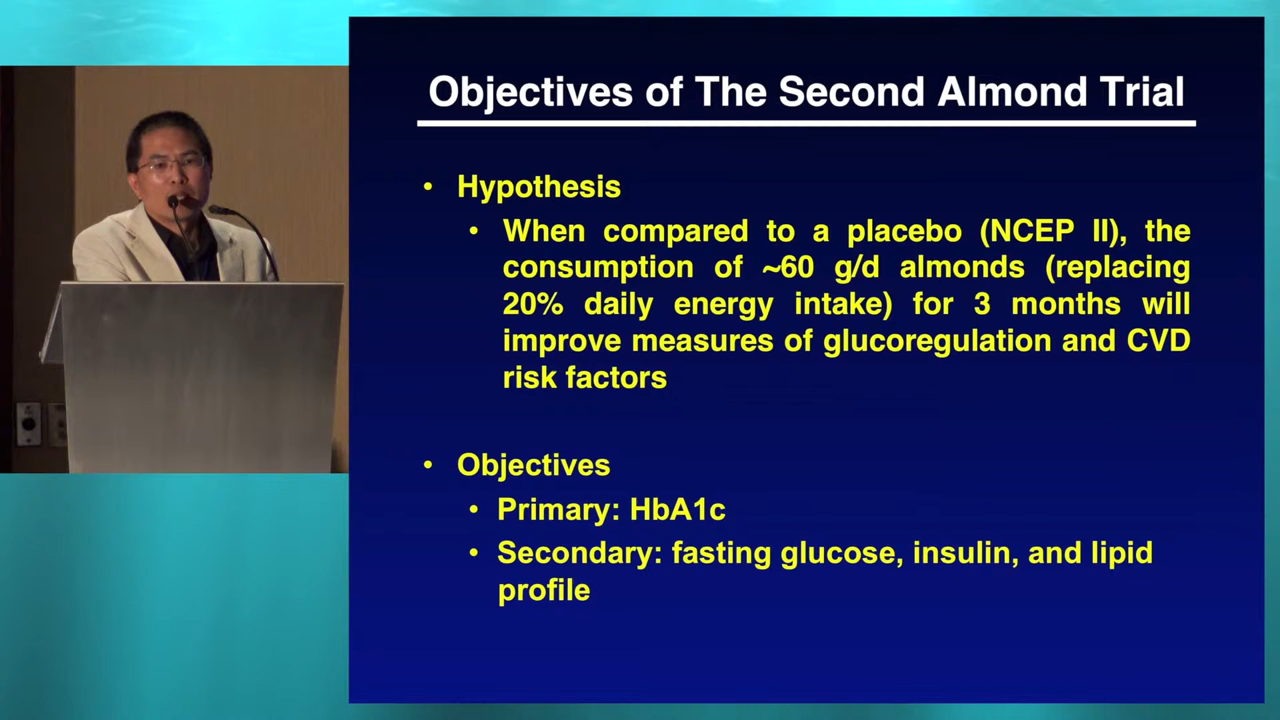 Objectives of The Second Almond Trial
• Hypothesis
• When compared to a placebo (NCEP II), the
consumption of ~60 g/d almonds (replacing
20% daily energy intake) for 3 months will
improve measures of glucoregulation and CVD
risk factors
• Objectives
• Primary: HbA1c
• Secondary: fasting glucose, insulin, and lipid
profile